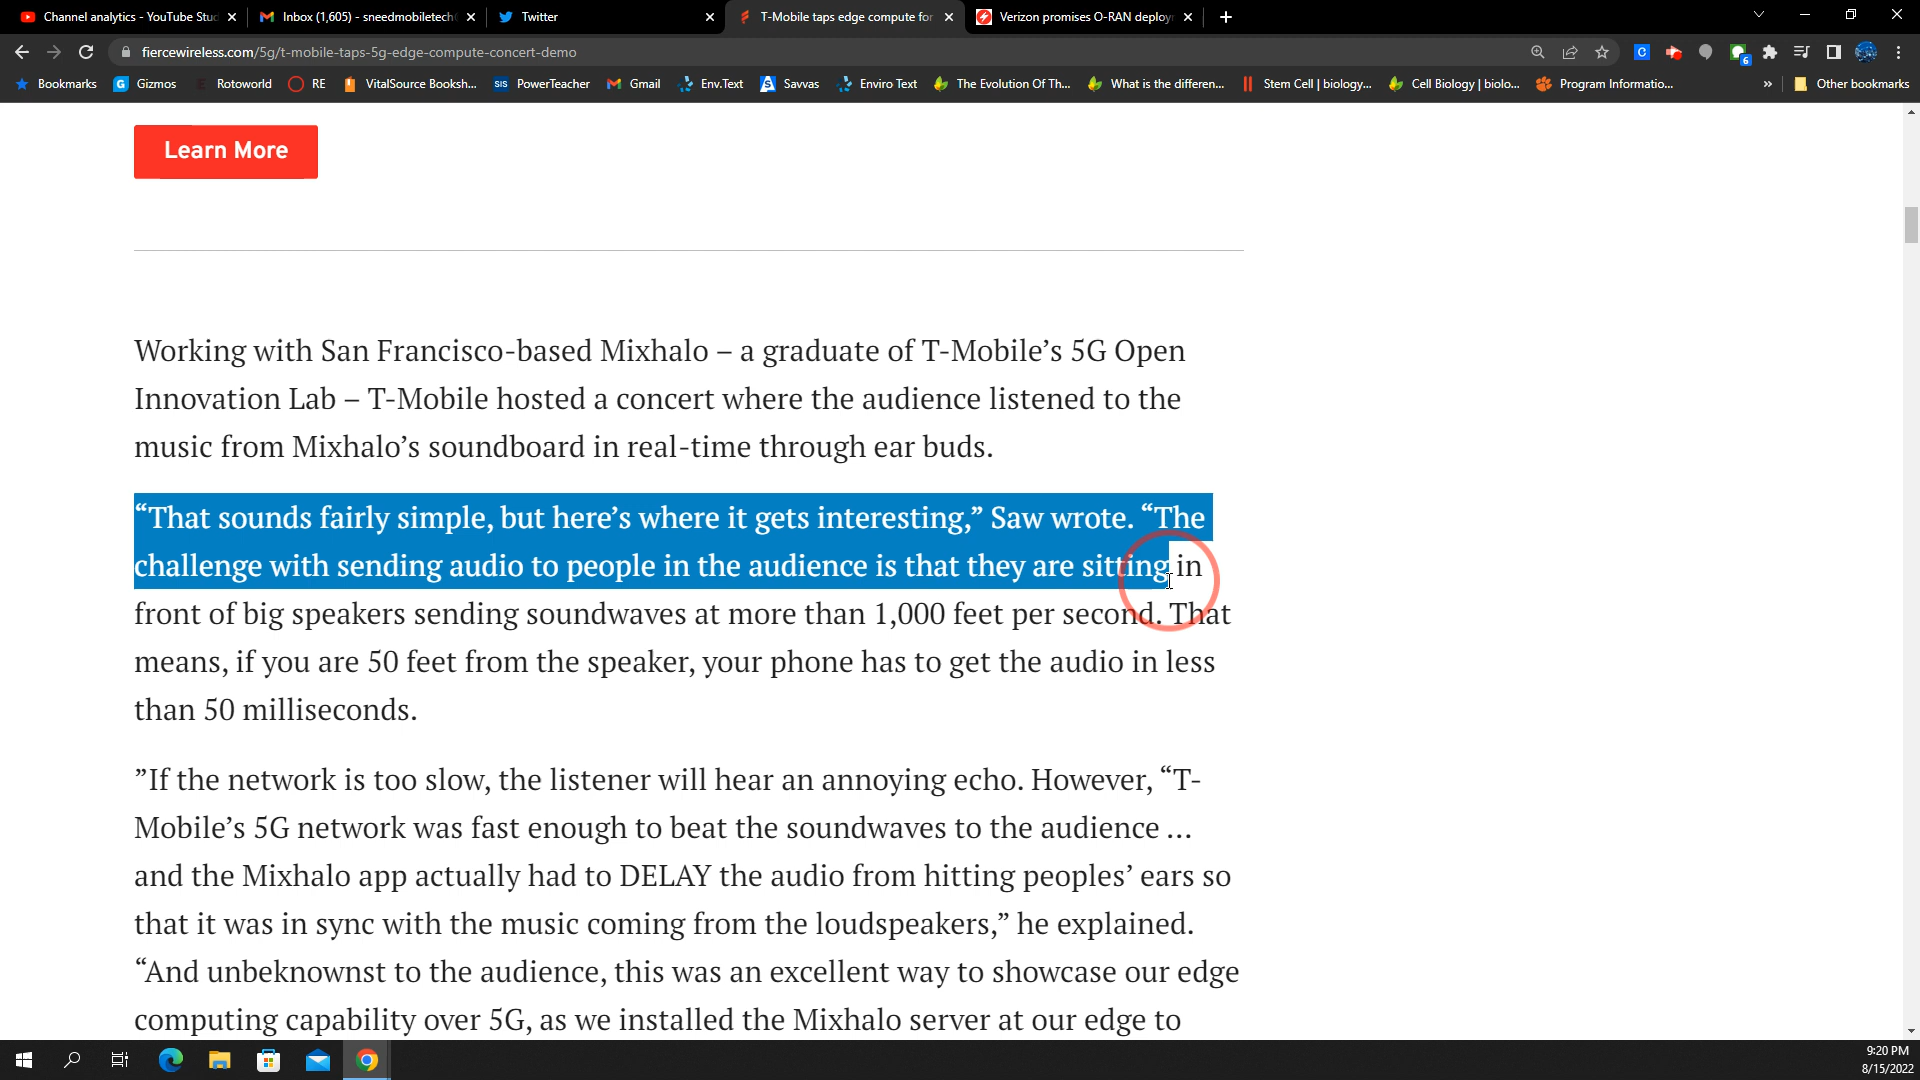 Channel analytics - YouTube Stu
Inbox (1,605) - sneedmobiletech
Twitter
T-Mobile taps edge compute for
Verizon promises O-RAN deploy
fiercewireless.com/5g/t-mobile-taps-5g-edge-compute-concert-demo
6
Bookmarks
Gizmos
Rotoworld
RE
VitalSource Booksh...
SIS PowerTeacher
Gmail
Env.Text
Savvas
Enviro Text
The Evolution Of Th...
What is the differen...
Stem Cell | biology...
Cell Biology | biolo...
Program Informatio...
»
Other bookmarks
Learn More
Working with San Francisco-based Mixhalo – a graduate of T-Mobile’s 5G Open
Innovation Lab – T-Mobile hosted a concert where the audience listened to the
music from Mixhalo’s soundboard in real-time through ear buds.
“That sounds fairly simple, but here’s where it gets interesting,” Saw wrote. “The
challenge with sending audio to people in the audience is that they are sitting in
front of big speakers sending soundwaves at more than 1,000 feet per second. That
means, if you are 50 feet from the speaker, your phone has to get the audio in less
than 50 milliseconds.
”If the network is too slow, the listener will hear an annoying echo. However, “T-
Mobile’s 5G network was fast enough to beat the soundwaves to the audience …
and the Mixhalo app actually had to DELAY the audio from hitting peoples’ ears so
that it was in sync with the music coming from the loudspeakers,” he explained.
“And unbeknownst to the audience, this was an excellent way to showcase our edge
computing capability over 5G, as we installed the Mixhalo server at our edge to
9:20 PM
8/15/2022